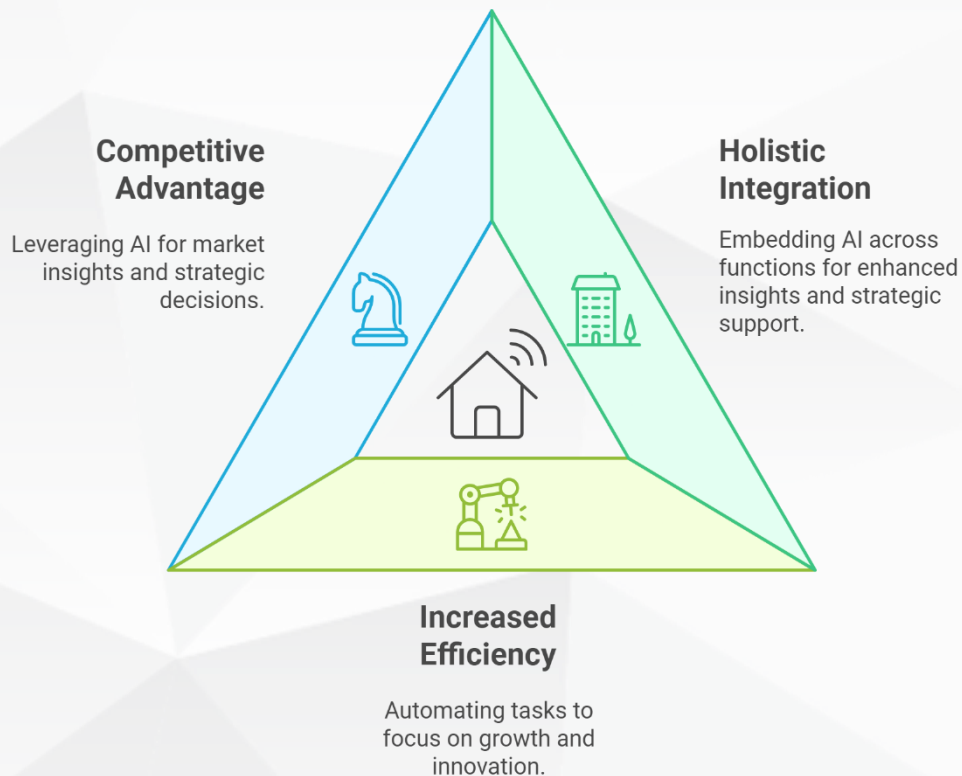 Competitive
Advantage
Leveraging AI for market
insights and strategic
decisions.
Holistic
Integration
Embedding AI across
functions for enhanced
insights and strategic
support.
Increased
Efficiency
Automating tasks to
focus on growth and
innovation.